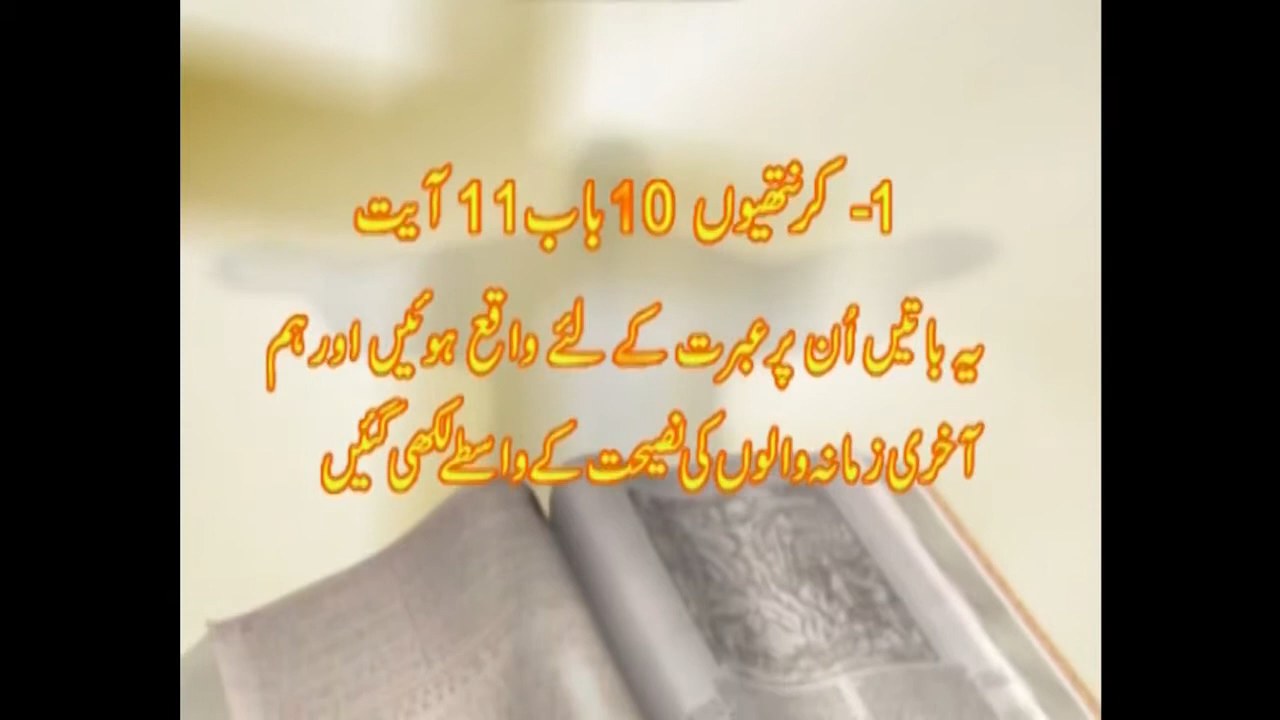 1- کرنتھیوں 10 باب 11 آیت
یہ باتیں اُن پر عبرت کے لئے واقع ہوئیں اور ہم
آخری زمانہ والوں کی نصیحت کے واسطے لکھی گئیں